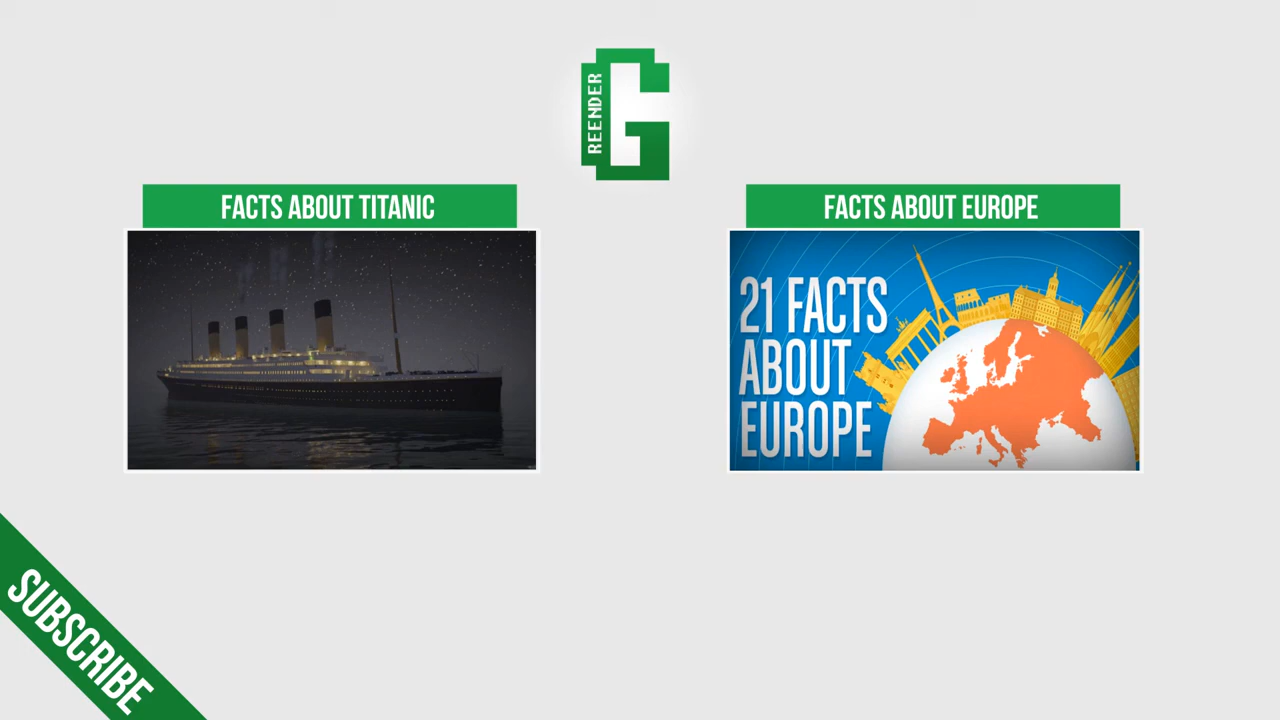 REENDER
G
FACTS ABOUT TITANIC
FACTS ABOUT EUROPE
21 FACTS
ABOUT
EUROPE
SUBSCRIBE